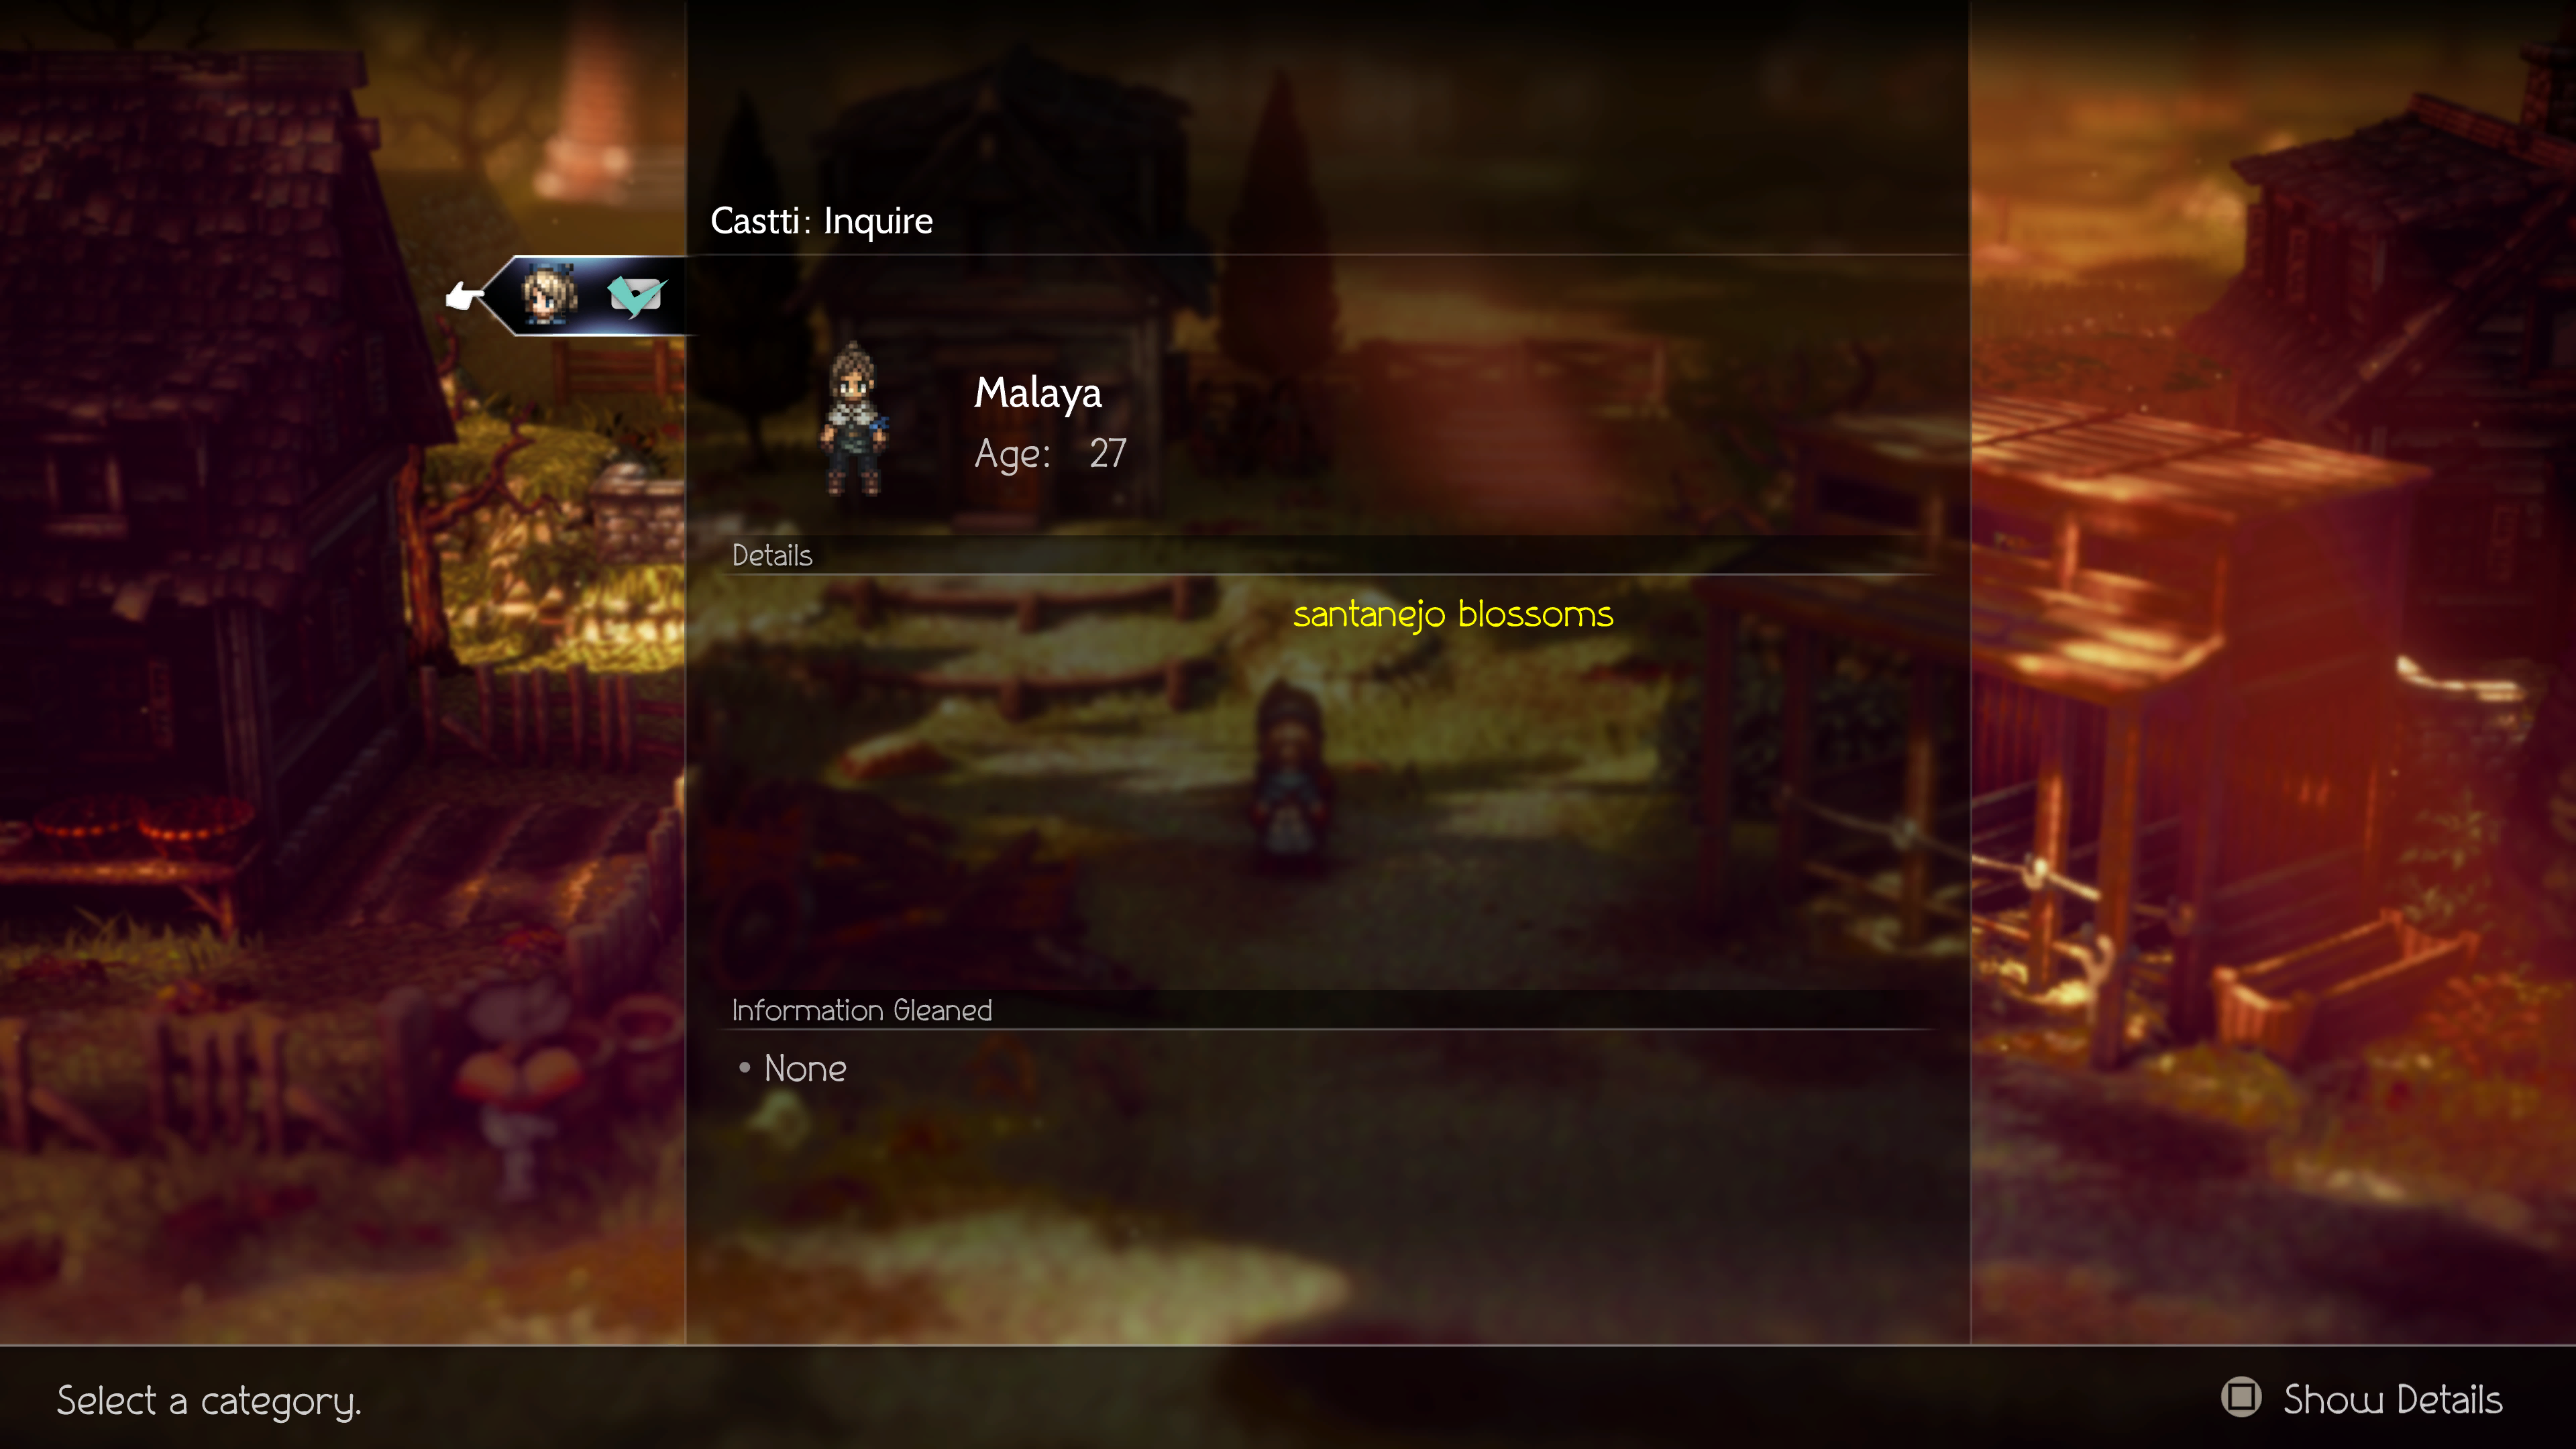 Castti: Inquire
Malaya
Age: 27
Details
santanejo blossoms
Information Gleaned
• None
Select a category.
Show Details